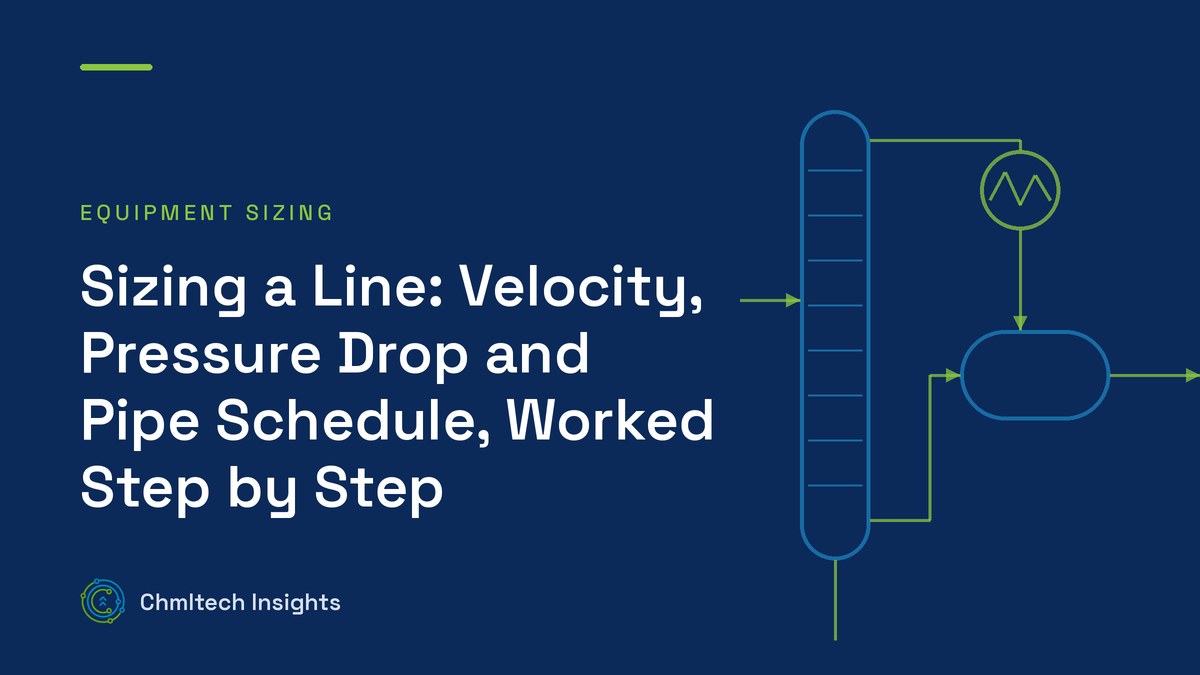 EQUIPMENT SIZING
Sizing a Line: Velocity,
Pressure Drop and
Pipe Schedule, Worked
Step by Step
Chmltech Insights